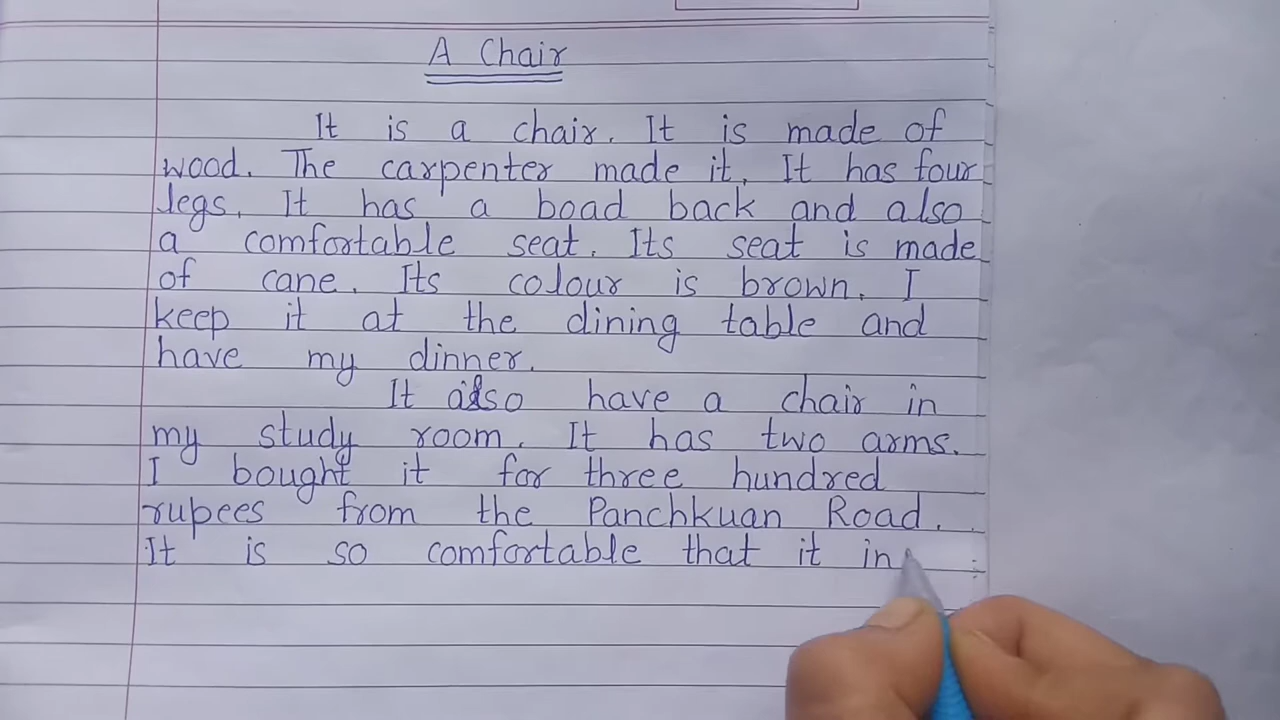 A Chair
It is a chair. It is made of
wood. The carpenter made it. It has four
legs. It has a boad back and also
a comfortable seat. Its seat is made
of cane. Its colour is brown. I
keep it at the dining table and
have my dinner.
It also have a chair in
my study room. It has two arms.
I bought it for three hundred
rupees from the Panchkuan Road.
It is so comfortable that it in